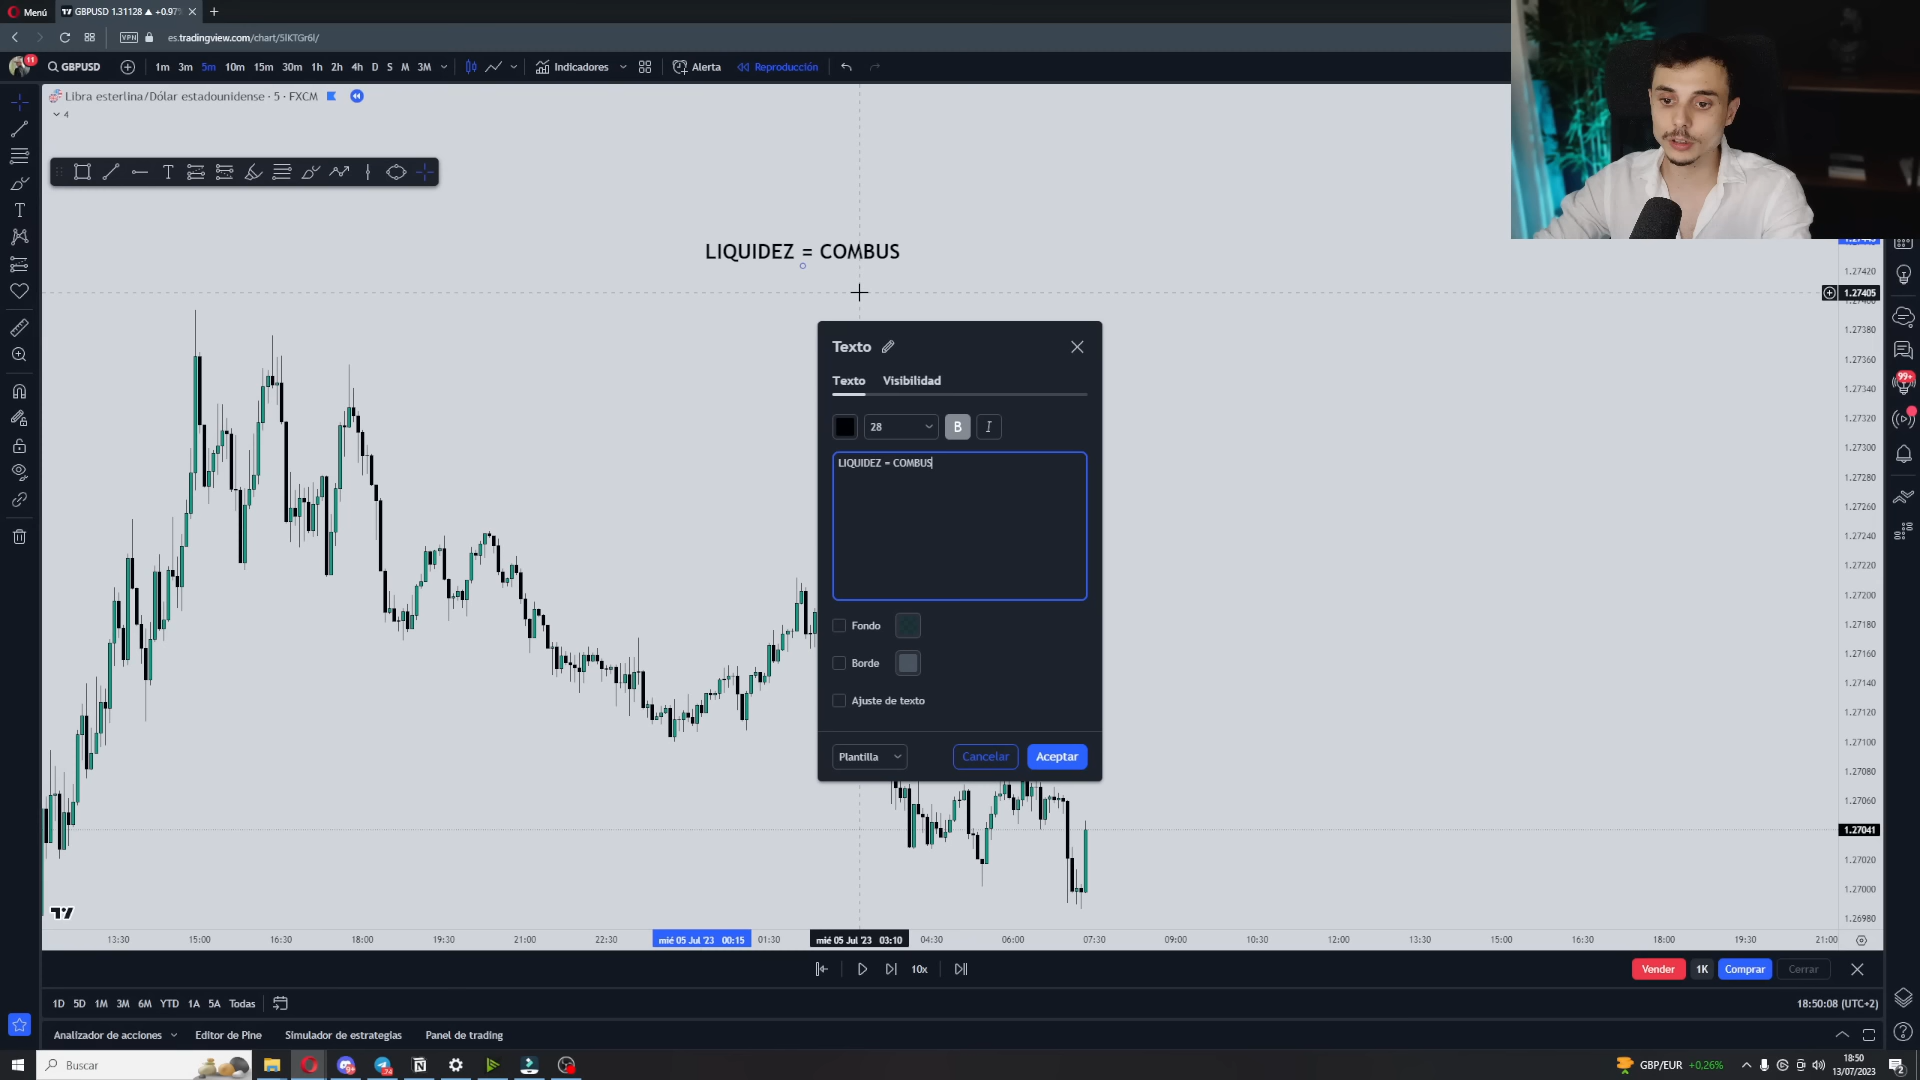 Menú
GBPUSD 1.31128 ▲ +0.97
VPN
es.tradingview.com/chart/5IKTGr6l/
11
GBPUSD
1m 3m 5m 10m 15m 30m 1h 2h 4h D S M 3M
Indicadores
Alerta
Reproducción
Libra esterlina/Dólar estadounidense · 5 · FXCM
4
LIQUIDEZ = COMBUS
1.27420
1.27405
1.27380
1.27360
1.27340
1.27320
1.27300
1.27280
1.27260
1.27240
1.27220
1.27200
1.27180
1.27160
1.27140
1.27120
1.27100
1.27080
1.27060
1.27041
1.27020
1.27000
1.26980
99+
Texto
Texto Visibilidad
28
B
I
LIQUIDEZ = COMBUS
Fondo
Borde
Ajuste de texto
Plantilla
Cancelar
Aceptar
13:30 15:00 16:30 18:00 19:30 21:00 22:30 mié 05 Jul '23 00:15 01:30 mié 05 Jul '23 03:10 04:30 06:00 07:30 09:00 10:30 12:00 13:30 15:00 16:30 18:00 19:30 21:00
10x
Vender
1K
Comprar
Cerrar
1D 5D 1M 3M 6M YTD 1A 5A Todas
18:50:08 (UTC+2)
Analizador de acciones
Editor de Pine
Simulador de estrategias
Panel de trading
Buscar
GBP/EUR +0,26%
18:50
13/07/2023
2